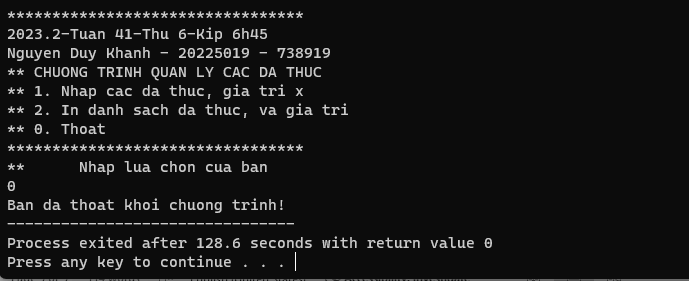 *********************************
2023.2-Tuan 41-Thu 6-Kip 6h45
Nguyen Duy Khanh - 20225019 - 738919
** CHUONG TRINH QUAN LY CAC DA THUC
** 1. Nhap cac da thuc, gia tri x
** 2. In danh sach da thuc, va gia tri
** 0. Thoat
*********************************
**      Nhap lua chon cua ban
0
Ban da thoat khoi chuong trinh!
--------------------------------
Process exited after 128.6 seconds with return value 0
Press any key to continue . . .